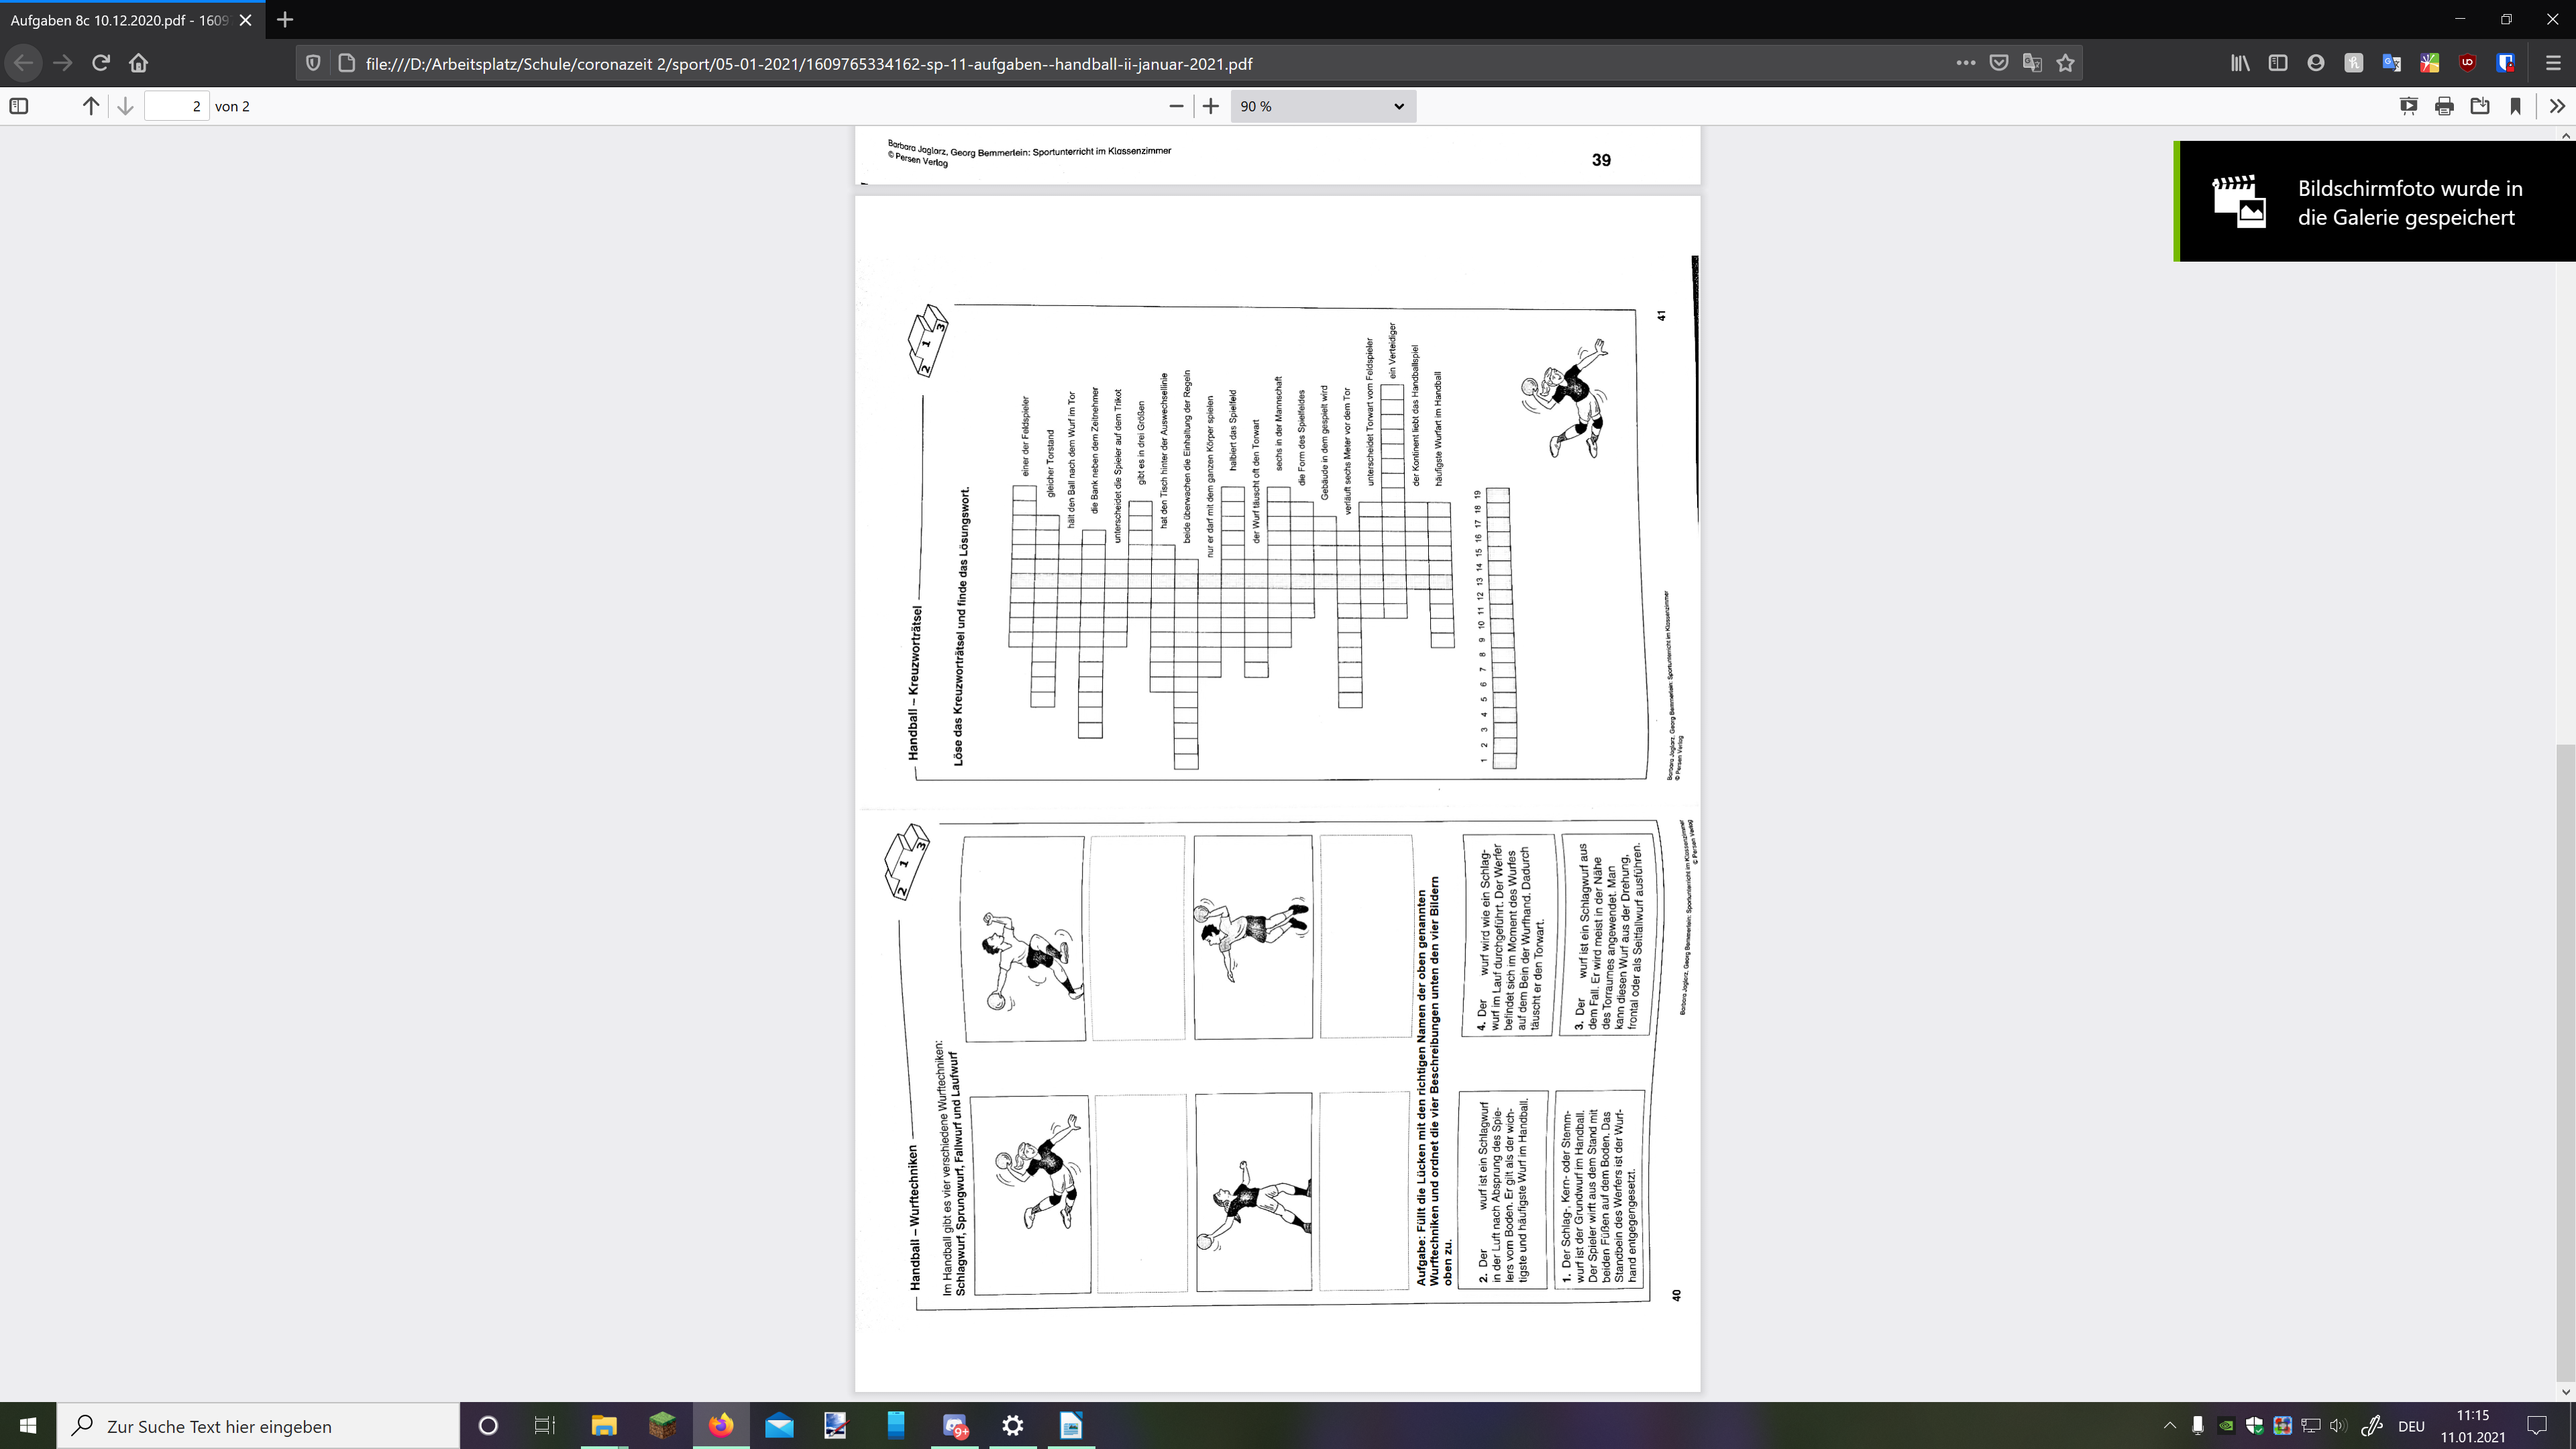 Aufgaben 8c 10.12.2020.pdf - 1609
file:///D:/Arbeitsplatz/Schule/coronazeit 2/sport/05-01-2021/1609765334162-sp-11-aufgaben--handball-ii-januar-2021.pdf
2 von 2
90 %
Bildschirmfoto wurde in
die Galerie gespeichert
Barbara Jaglarz, Georg Bemmerlein: Sportunterricht im Klassenzimmer
© Persen Verlag
39
Handball – Kreuzworträtsel
2 1 3
Löse das Kreuzworträtsel und finde das Lösungswort.
einer der Feldspieler
gleicher Torstand
hält den Ball nach dem Wurf im Tor
die Bank neben dem Zeitnehmer
unterscheidet die Spieler auf dem Trikot
gibt es in drei Größen
hat den Tisch hinter der Auswechsellinie
beide überwachen die Einhaltung der Regeln
nur er darf mit dem ganzen Körper spielen
halbiert das Spielfeld
der Wurf täuscht oft den Torwart
sechs in der Mannschaft
die Form des Spielfeldes
Gebäude in dem gespielt wird
verläuft sechs Meter vor dem Tor
unterscheidet Torwart vom Feldspieler
ein Verteidiger
der Kontinent liebt das Handballspiel
häufigste Wurfart im Handball
1 2 3 4 5 6 7 8 9 10 11 12 13 14 15 16 17 18 19
Barbara Jaglarz, Georg Bemmerlein: Sportunterricht im Klassenzimmer
© Persen Verlag
41
Handball – Wurftechniken
2 1 3
Im Handball gibt es vier verschiedene Wurftechniken:
Schlagwurf, Sprungwurf, Fallwurf und Laufwurf
Aufgabe: Füllt die Lücken mit den richtigen Namen der oben genannten
Wurftechniken und ordnet die vier Beschreibungen unten den vier Bildern
oben zu.
2. Der wurf ist ein Schlagwurf
in der Luft nach Absprung des Spie-
lers vom Boden. Er gilt als der wich-
tigste und häufigste Wurf im Handball.
4. Der wurf wird wie ein Schlag-
wurf im Lauf durchgeführt. Der Werfer
befindet sich im Moment des Wurfes
auf dem Bein der Wurfhand. Dadurch
täuscht er den Torwart.
1. Der Schlag-, Kern- oder Stemm-
wurf ist der Grundwurf im Handball.
Der Spieler wirft aus dem Stand mit
beiden Füßen auf dem Boden. Das
Standbein des Werfers ist der Wurf-
hand entgegengesetzt.
3. Der wurf ist ein Schlagwurf aus
dem Fall. Er wird meist in der Nähe
des Torraumes angewendet. Man
kann diesen Wurf aus der Drehung,
frontal oder als Seitfallwurf ausführen.
40
Barbara Jaglarz, Georg Bemmerlein: Sportunterricht im Klassenzimmer
© Persen Verlag
Zur Suche Text hier eingeben
9+
DEU
11:15
11.01.2021